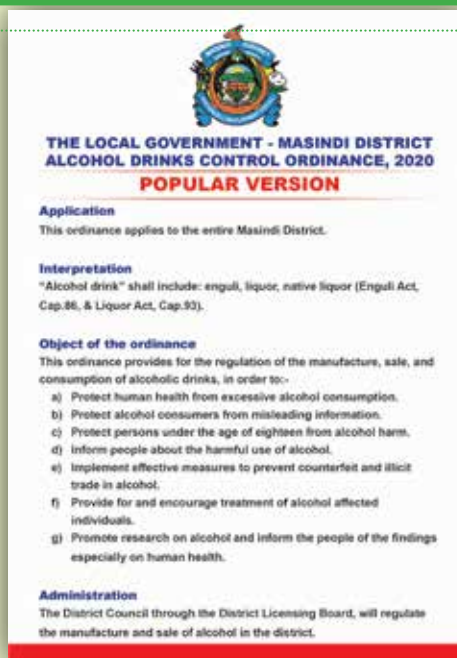 THE LOCAL GOVERNMENT - MASINDI DISTRICT
ALCOHOL DRINKS CONTROL ORDINANCE, 2020
POPULAR VERSION
Application
This ordinance applies to the entire Masindi District.
Interpretation
"Alcohol drink" shall include: enguli, liquor, native liquor (Enguli Act,
Cap.86, & Liquor Act, Cap.93).
Object of the ordinance
This ordinance provides for the regulation of the manufacture, sale, and
consumption of alcoholic drinks, in order to:-
a) Protect human health from excessive alcohol consumption.
b) Protect alcohol consumers from misleading information.
c) Protect persons under the age of eighteen from alcohol harm.
d) Inform people about the harmful use of alcohol.
e) Implement effective measures to prevent counterfeit and illicit
trade in alcohol.
f) Provide for and encourage treatment of alcohol affected
individuals.
g) Promote research on alcohol and inform the people of the findings
especially on human health.
Administration
The District Council through the District Licensing Board, will regulate
the manufacture and sale of alcohol in the district.